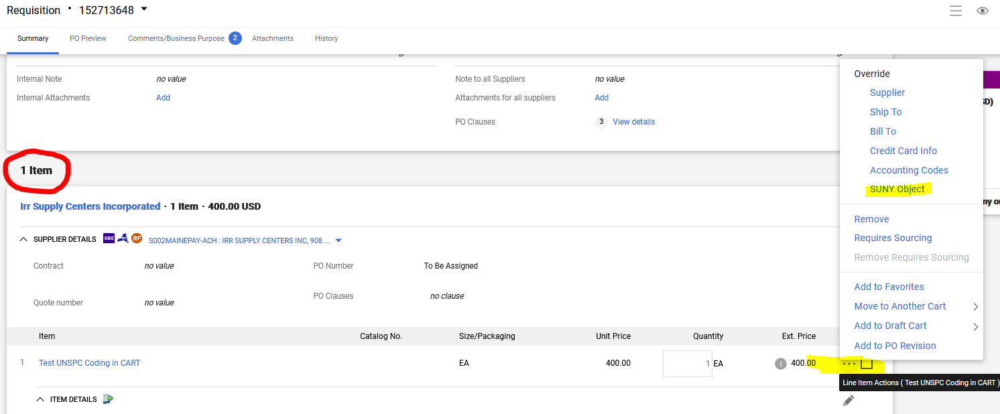 Requisition • 152713648
Summary PO Preview Comments/Business Purpose 2 Attachments History
Internal Note no value
Internal Attachments Add
Note to all Suppliers no value
Attachments for all suppliers Add
PO Clauses 3 View details
1 Item
Irr Supply Centers Incorporated · 1 Item · 400.00 USD
SUPPLIER DETAILS SBE NY RF S002MAINEPAY-ACH : IRR SUPPLY CENTERS INC, 908 ...
Contract no value
PO Number To Be Assigned
Quote number no value
PO Clauses no clause
Item Catalog No. Size/Packaging Unit Price Quantity Ext. Price
1 Test UNSPC Coding in CART EA 400.00 1 EA 400.00 ...
ITEM DETAILS
Override
Supplier
Ship To
Bill To
Credit Card Info
Accounting Codes
SUNY Object
Remove
Requires Sourcing
Remove Requires Sourcing
Add to Favorites
Move to Another Cart
Add to Draft Cart
Add to PO Revision
Line Item Actions ( Test UNSPC Coding in CART )